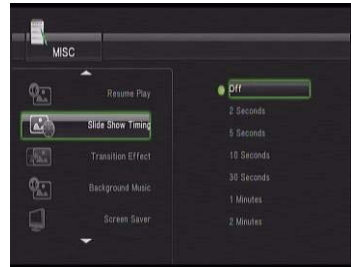 MISC
Resume Play
Slide Show Timing
Transition Effect
Background Music
Screen Saver
Off
2 Seconds
5 Seconds
10 Seconds
30 Seconds
1 Minutes
2 Minutes